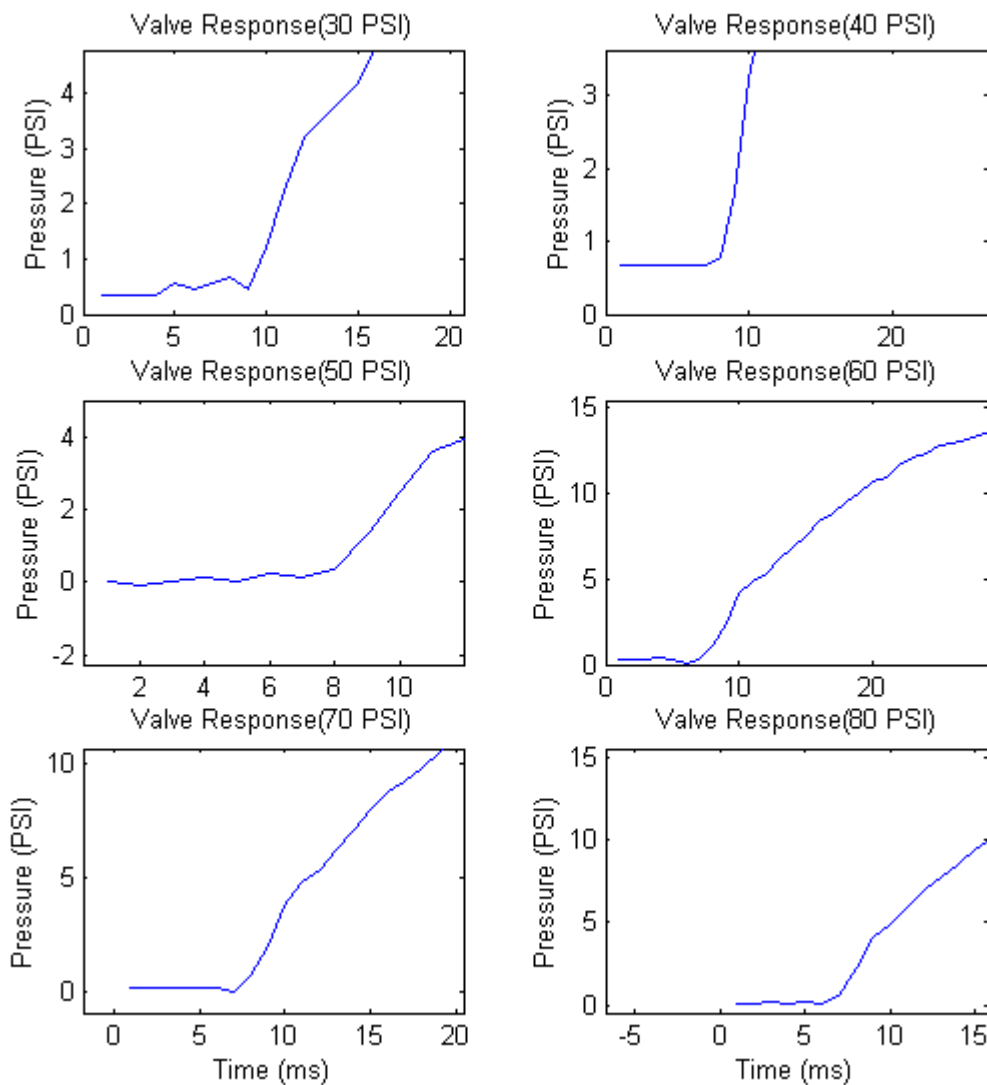 Valve Response(30 PSI)
Pressure (PSI)
4
3
2
1
0
0 5 10 15 20
Valve Response(40 PSI)
Pressure (PSI)
3
2
1
0
0 10 20
Valve Response(50 PSI)
Pressure (PSI)
4
2
0
-2
2 4 6 8 10
Valve Response(60 PSI)
Pressure (PSI)
15
10
5
0
0 10 20
Valve Response(70 PSI)
Pressure (PSI)
10
5
0
0 5 10 15 20
Time (ms)
Valve Response(80 PSI)
Pressure (PSI)
15
10
5
0
-5 0 5 10 15
Time (ms)